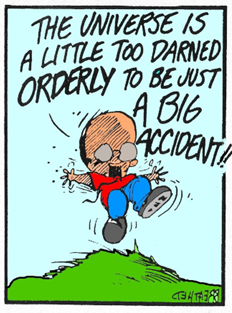 THE UNIVERSE IS
A LITTLE TOO DARNED
ORDERLY TO BE JUST
A BIG
ACCIDENT!!